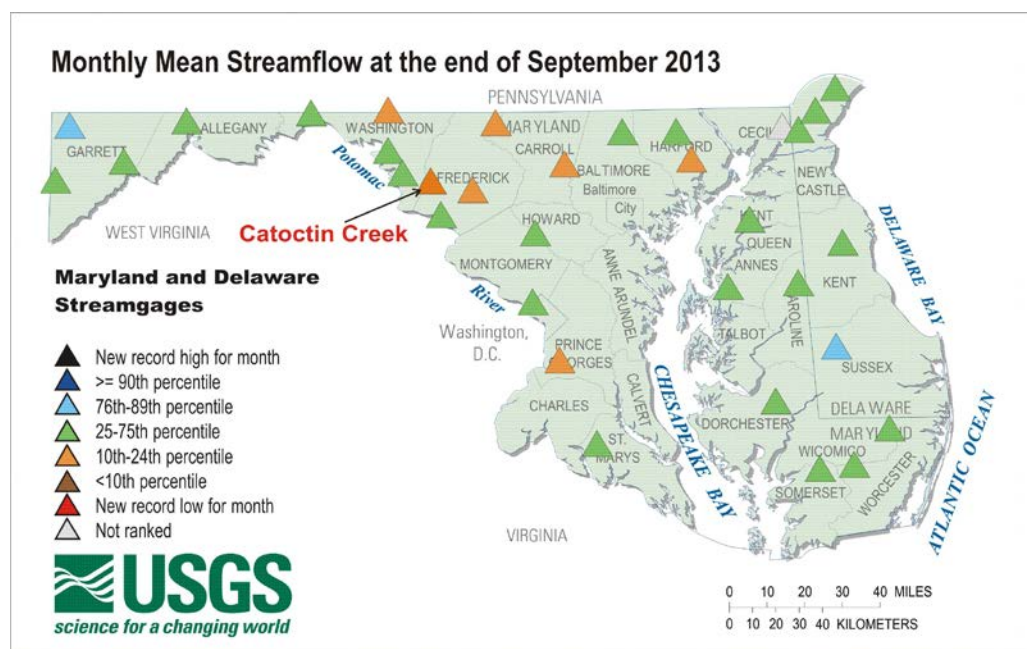 Monthly Mean Streamflow at the end of September 2013
PENNSYLVANIA
GARRETT
ALLEGANY
WASHINGTON
MARYLAND
CARROLL
HARFORD
CECIL
Potomac
FREDERICK
BALTIMORE
Baltimore
City
NEW
CASTLE
WEST VIRGINIA
Catoctin Creek
HOWARD
KENT
QUEEN
ANNES
KENT
DELAWARE BAY
MONTGOMERY
ANNE ARUNDEL
Maryland and Delaware
Streamgages
River
TALBOT
CAROLINE
Washington,
D.C.
PRINCE
GEORGES
SUSSEX
New record high for month
>= 90th percentile
76th-89th percentile
25-75th percentile
10th-24th percentile
<10th percentile
New record low for month
Not ranked
CHARLES
CALVERT
CHESAPEAKE BAY
DORCHESTER
DELAWARE
MARYLAND
ST.
MARYS
WICOMICO
SOMERSET
WORCESTER
ATLANTIC OCEAN
VIRGINIA
USGS
science for a changing world
0 10 20 30 40 MILES
0 10 20 30 40 KILOMETERS